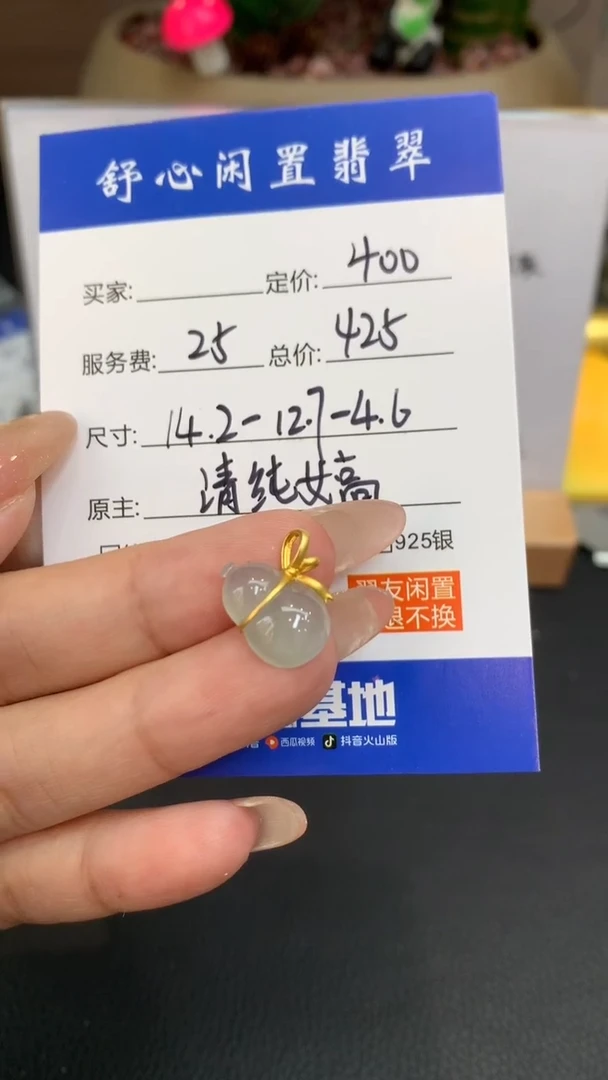 舒心闲置翡翠
买家: 定价: 400
服务费: 25 总价: 425
尺寸: 14.2-12.7-4.6
原主: 清纯女高
925银
友闲置
退不换
基地
西瓜视频 抖音火山版